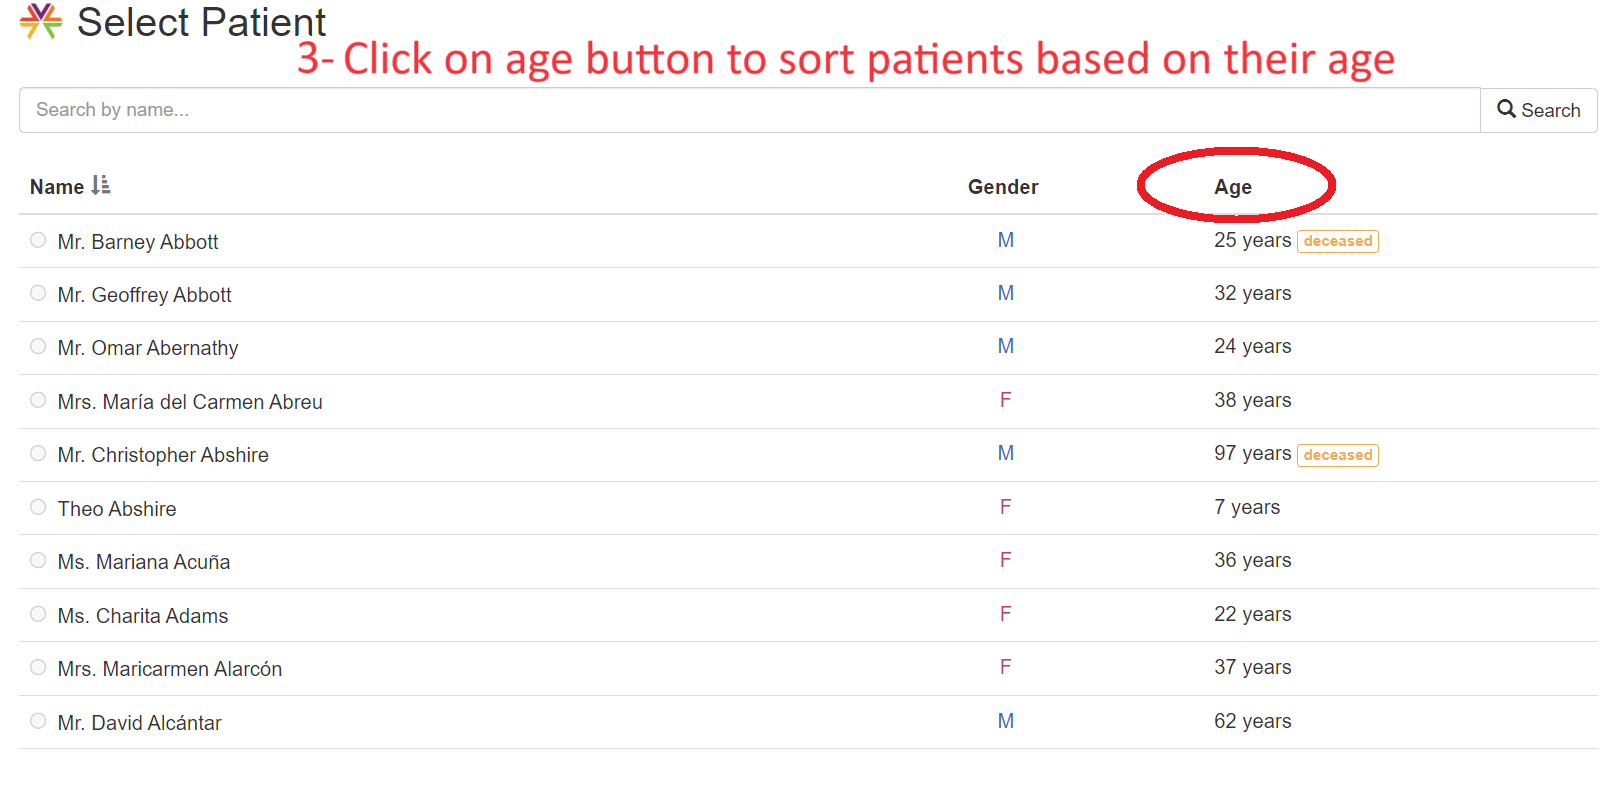 Select Patient
3- Click on age button to sort patients based on their age
Search by name...
Search
Name Gender Age
Mr. Barney Abbott M 25 years deceased
Mr. Geoffrey Abbott M 32 years
Mr. Omar Abernathy M 24 years
Mrs. María del Carmen Abreu F 38 years
Mr. Christopher Abshire M 97 years deceased
Theo Abshire F 7 years
Ms. Mariana Acuña F 36 years
Ms. Charita Adams F 22 years
Mrs. Maricarmen Alarcón F 37 years
Mr. David Alcántar M 62 years